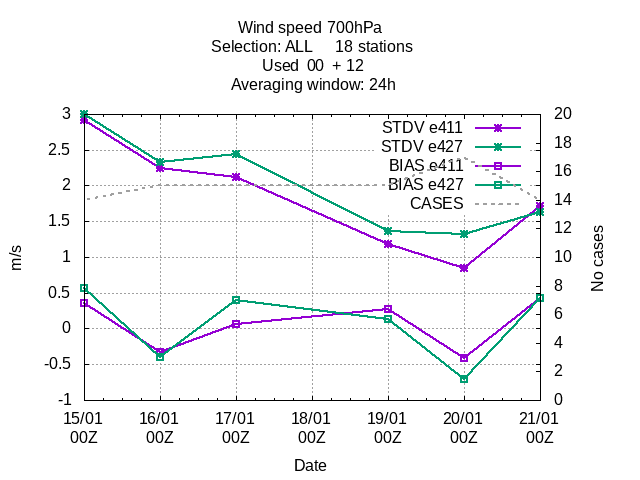 Wind speed 700hPa
Selection: ALL 18 stations
Used 00 + 12
Averaging window: 24h
STDV e411
STDV e427
BIAS e411
BIAS e427
CASES
m/s
3
2.5
2
1.5
1
0.5
0
-0.5
-1
No cases
20
18
16
14
12
10
8
6
4
2
0
15/01 16/01 17/01 18/01 19/01 20/01 21/01
00Z 00Z 00Z 00Z 00Z 00Z 00Z
Date